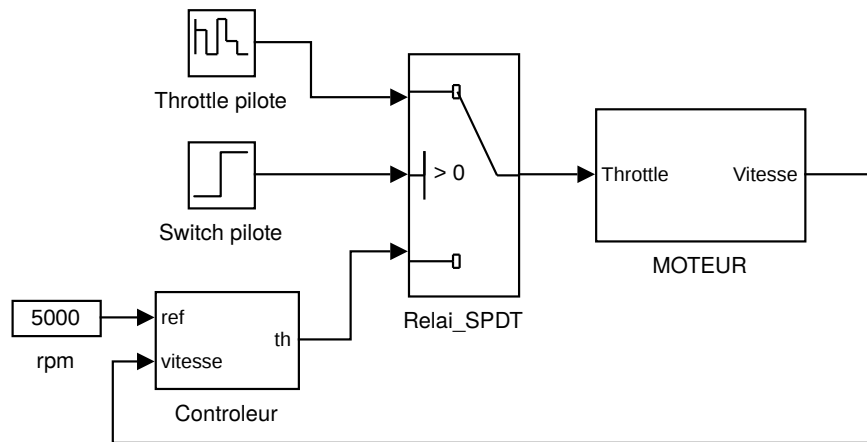 Throttle pilote
> 0
Throttle
Vitesse
Switch pilote
MOTEUR
5000
ref
th
Relai_SPDT
rpm
vitesse
Controleur